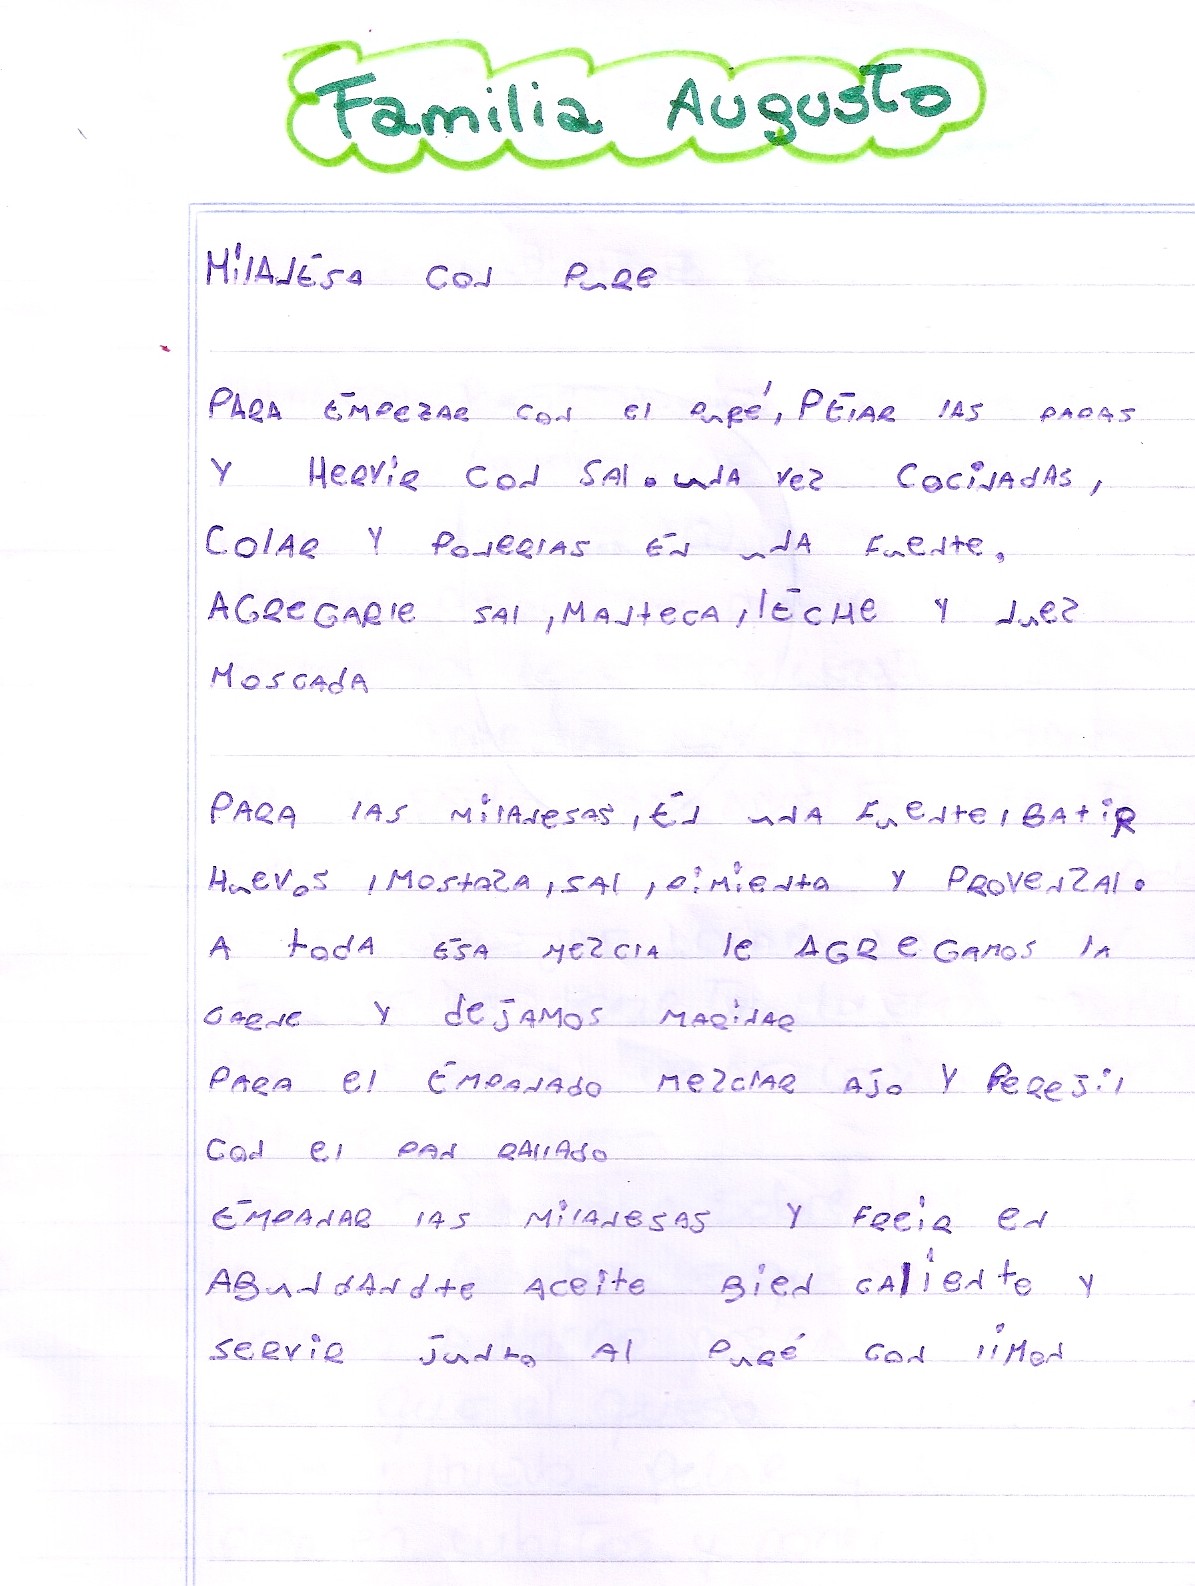 Familia Augusto
MilANESA CON PURE
PARA EMPEZAR CON El PURé, PElAR lAS PAPAS
Y HERViR CON SAl. UNA VEZ COCiNAdAS,
COlAR Y PONERlAS EN UNA FUENtE.
AGREGARlE SAl, MANtECA, lECHE Y NUEZ
MOSCAdA
PARA lAS MilANESAS, EN UNA FUENtE, BAtiR
HUEVOS, MOStAZA, SAl, PiMiENtA Y PROVENZAl.
A tOdA ESA MEZClA lE AGREGAMOS lA
CARNE Y dEJAMOS MARiNAR
PARA El EMPANAdO MEZClAR AJO Y PEREJil
CON El PAN RAllAdO
EMPANAR lAS MilANESAS Y FREiR EN
ABUNdANdtE ACEitE BiEN CAliENtE Y
SERViR JUNtO Al PURé CON liMON